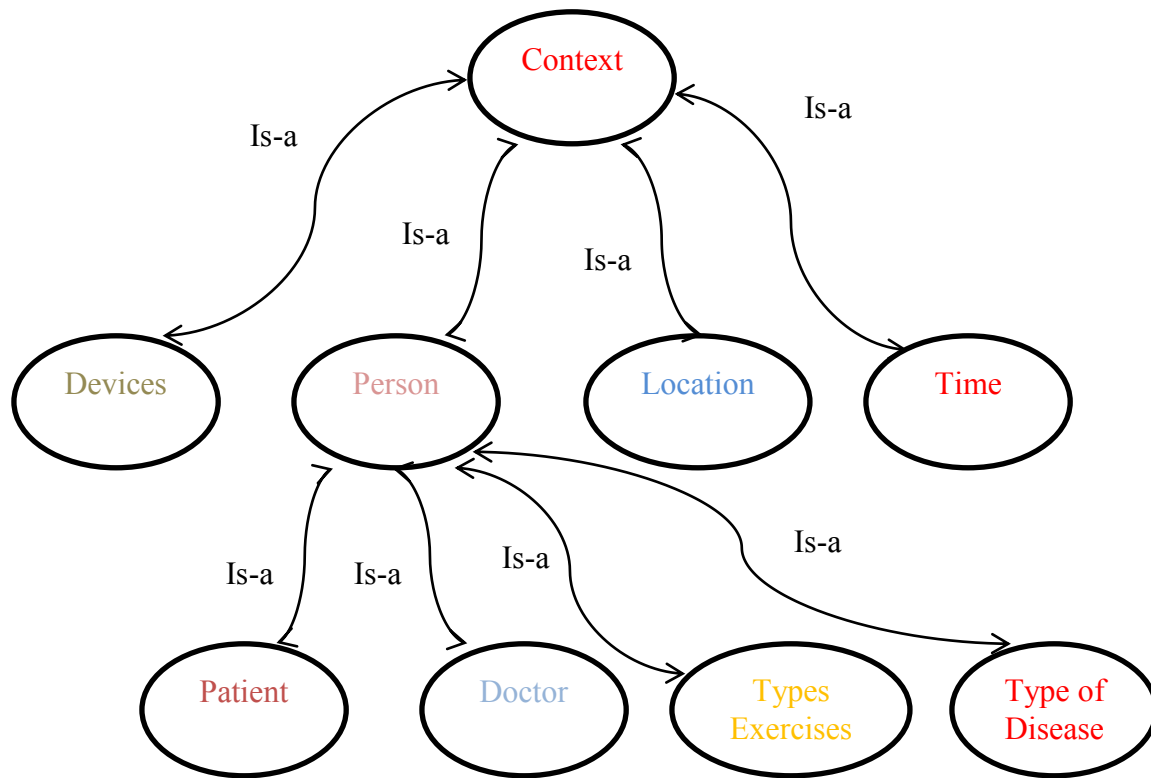 Context
Is-a
Is-a
Is-a
Is-a
Devices
Person
Location
Time
Is-a
Is-a
Is-a
Is-a
Patient
Doctor
Types
Exercises
Type of
Disease